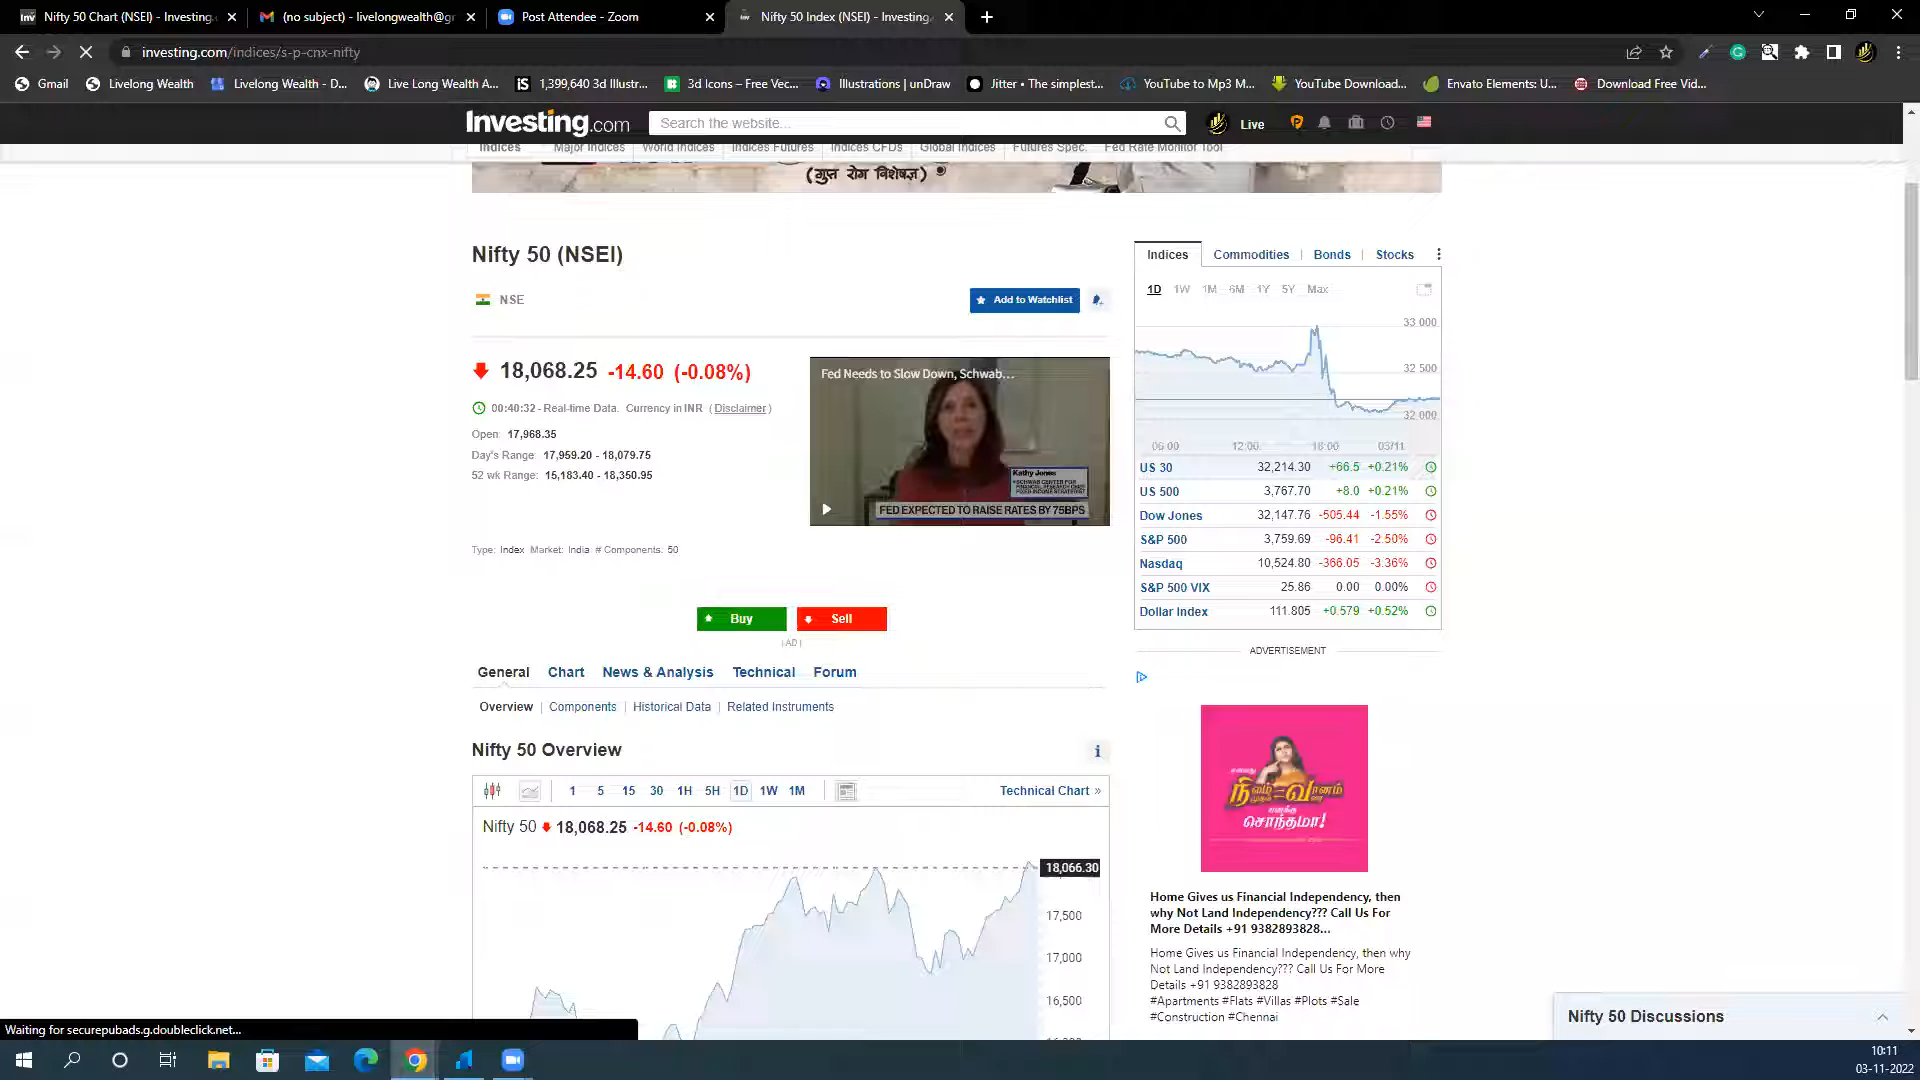 Nifty 50 Chart (NSEI) - Investing.
(no subject) - livelongwealth@gr
Post Attendee - Zoom
Nifty 50 Index (NSEI) - Investing.
investing.com/indices/s-p-cnx-nifty
Gmail
Livelong Wealth
Livelong Wealth - D...
Live Long Wealth A...
1,399,640 3d Illustr...
3d Icons – Free Vec...
Illustrations | unDraw
Jitter • The simplest...
YouTube to Mp3 M...
YouTube Download...
Envato Elements: U...
Download Free Vid...
Investing.com
Search the website...
Live
Indices
Major Indices
World Indices
Indices Futures
Indices CFDs
Global Indices
Futures Spec.
Fed Rate Monitor Tool
(गुप्त रोग विशेषज्ञ)
Nifty 50 (NSEI)
NSE
Add to Watchlist
18,068.25 -14.60 (-0.08%)
00:40:32 - Real-time Data. Currency in INR ( Disclaimer )
Open: 17,968.35
Day's Range: 17,959.20 - 18,079.75
52 wk Range: 15,183.40 - 18,350.95
Fed Needs to Slow Down, Schwab...
Kathy Jones
SCHWAB CENTER FOR
FINANCIAL RESEARCH CHIEF
FIXED INCOME STRATEGIST
FED EXPECTED TO RAISE RATES BY 75BPS
Type: Index Market: India # Components: 50
Buy
Sell
| AD |
General Chart News & Analysis Technical Forum
Overview | Components | Historical Data | Related Instruments
Nifty 50 Overview
1 5 15 30 1H 5H 1D 1W 1M
Technical Chart »
Nifty 50 18,068.25 -14.60 (-0.08%)
18,066.30
17,500
17,000
16,500
Indices Commodities | Bonds | Stocks
1D 1W 1M 6M 1Y 5Y Max
33 000
32 500
32 000
06:00 12:00 18:00 03/11
US 30 32,214.30 +66.5 +0.21%
US 500 3,767.70 +8.0 +0.21%
Dow Jones 32,147.76 -505.44 -1.55%
S&P 500 3,759.69 -96.41 -2.50%
Nasdaq 10,524.80 -366.05 -3.36%
S&P 500 VIX 25.86 0.00 0.00%
Dollar Index 111.805 +0.579 +0.52%
ADVERTISEMENT
சொந்தமா!
Home Gives us Financial Independency, then
why Not Land Independency??? Call Us For
More Details +91 9382893828...
Home Gives us Financial Independency, then why
Not Land Independency??? Call Us For More
Details +91 9382893828
#Apartments #Flats #Villas #Plots #Sale
#Construction #Chennai
Nifty 50 Discussions
Waiting for securepubads.g.doubleclick.net...
10:11
03-11-2022